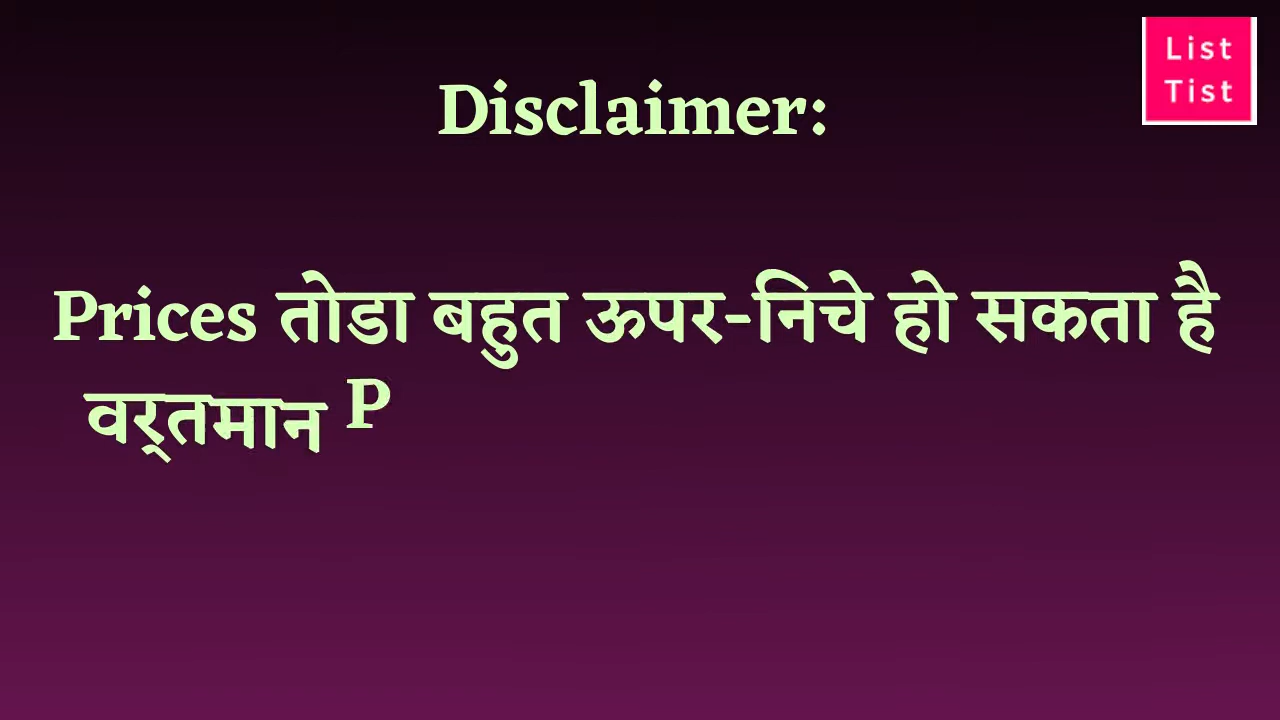 List
Tist
Disclaimer:
Prices तोडा बहुत ऊपर-निचे हो सकता है
वर्तमान P